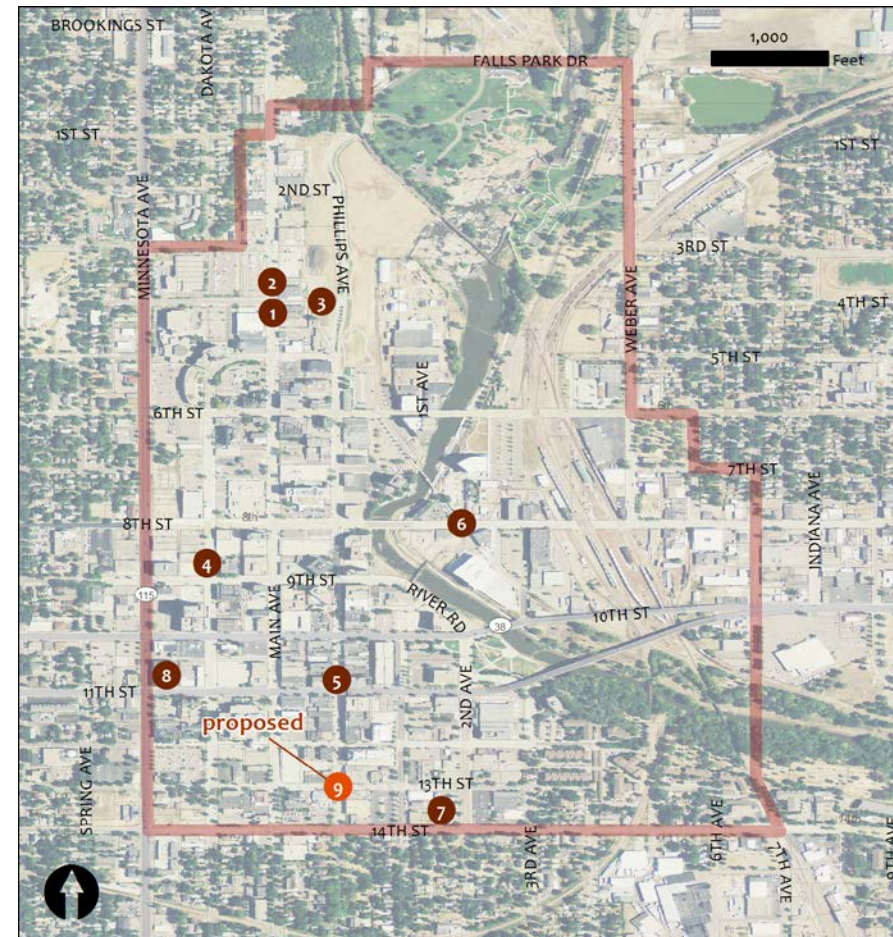 BROOKINGS ST
DAKOTA AV
1,000
Feet
FALLS PARK DR
1ST ST
1ST ST
2ND ST
PHILLIPS AVE
MINNESOTA AVE
3RD ST
2
3
1
4TH ST
WEBER AVE
5TH ST
1ST AVE
6TH ST
7TH ST
INDIANA AVE
8TH ST
8th
6
4
9TH ST
115
RIVER RD
10TH ST
38
MAIN AVE
8
5
11TH ST
2ND AVE
proposed
SPRING AVE
9
13TH ST
7
14TH ST
3RD AVE
6TH AVE
7TH AVE